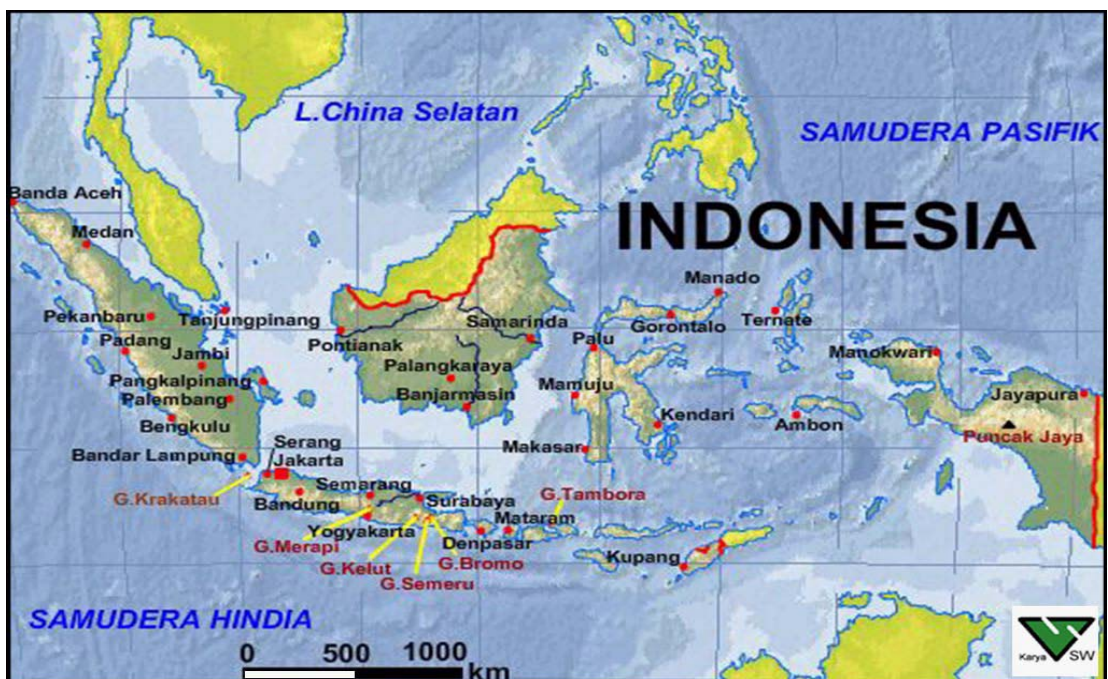 L.China Selatan
SAMUDERA PASIFIK
Banda Aceh
INDONESIA
Medan
Manado
Pekanbaru
Tanjungpinang
Samarinda
Gorontalo
Ternate
Padang
Pontianak
Palu
Jambi
Manokwari
Palangkaraya
Pangkalpinang
Mamuju
Jayapura
Palembang
Banjarmasin
Kendari
Bengkulu
Ambon
Puncak Jaya
Serang
Makasar
Bandar Lampung
Jakarta
Semarang
G.Krakatau
Bandung
Surabaya
G.Tambora
Yogyakarta
Mataram
G.Merapi
Denpasar
Kupang
G.Kelut
G.Bromo
G.Semeru
SAMUDERA HINDIA
0 500 1000
km
Karya SW